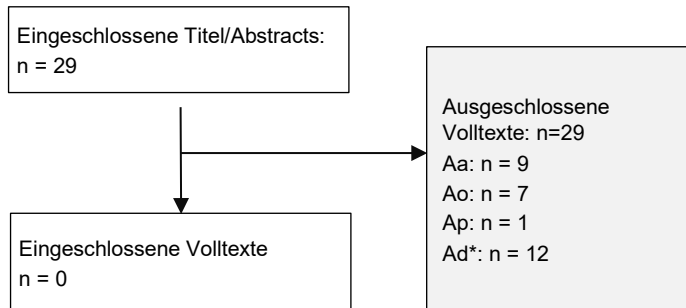 Eingeschlossene Titel/Abstracts:
n = 29
Ausgeschlossene
Volltexte: n=29
Aa: n = 9
Ao: n = 7
Ap: n = 1
Ad*: n = 12
Eingeschlossene Volltexte
n = 0